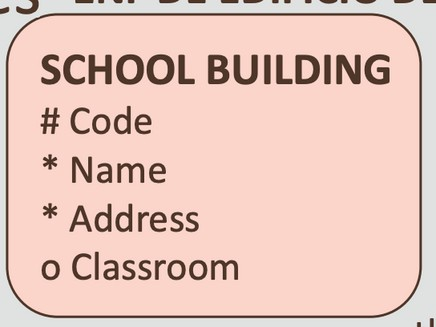 SCHOOL BUILDING
# Code
* Name
* Address
o Classroom